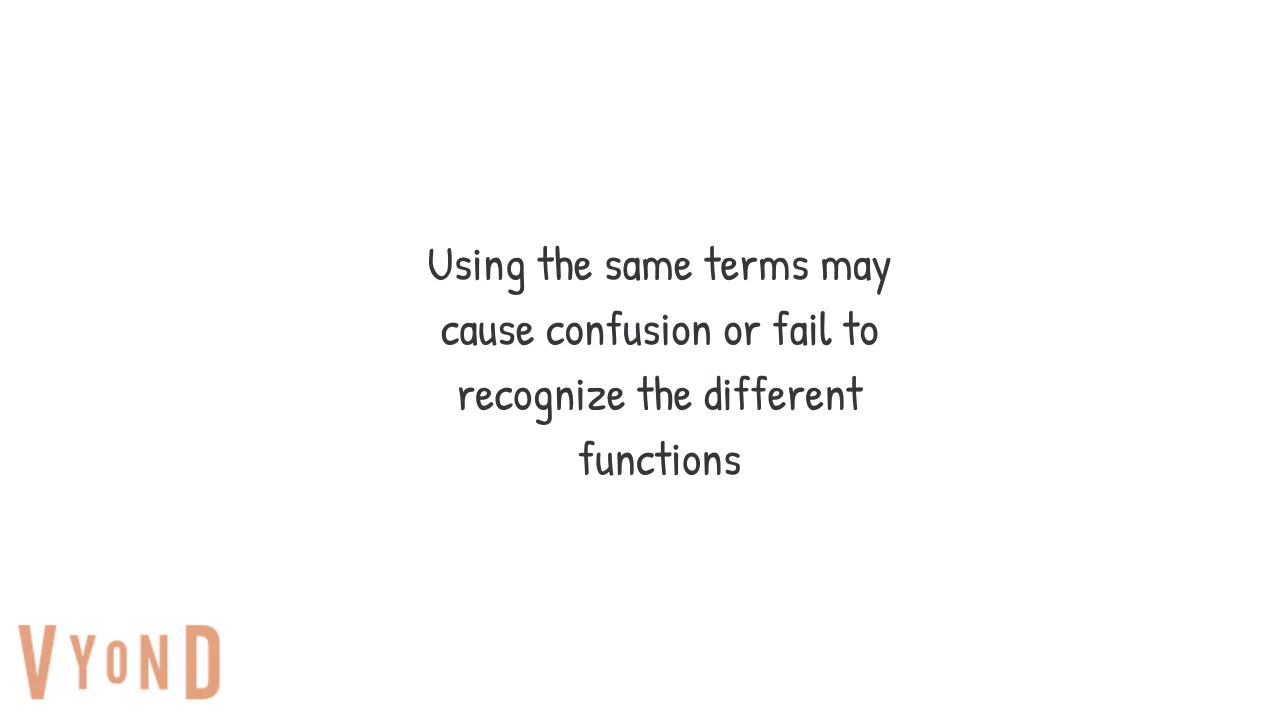 Using the same terms may
cause confusion or fail to
recognize the different
functions
VYOND